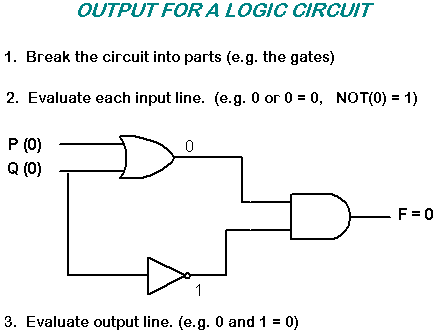 OUTPUT FOR A LOGIC CIRCUIT
1. Break the circuit into parts (e.g. the gates)
2. Evaluate each input line. (e.g. 0 or 0 = 0, NOT(0) = 1)
P (0)
0
Q (0)
F = 0
1
3. Evaluate output line. (e.g. 0 and 1 = 0)